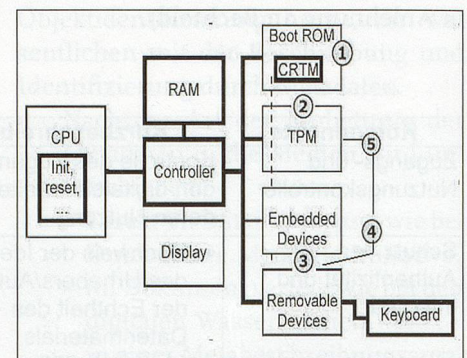 Boot ROM
1
CRTM
RAM
2
CPU
TPM
Init,
reset,
...
Controller
5
Display
Embedded
Devices
4
3
Removable
Devices
Keyboard